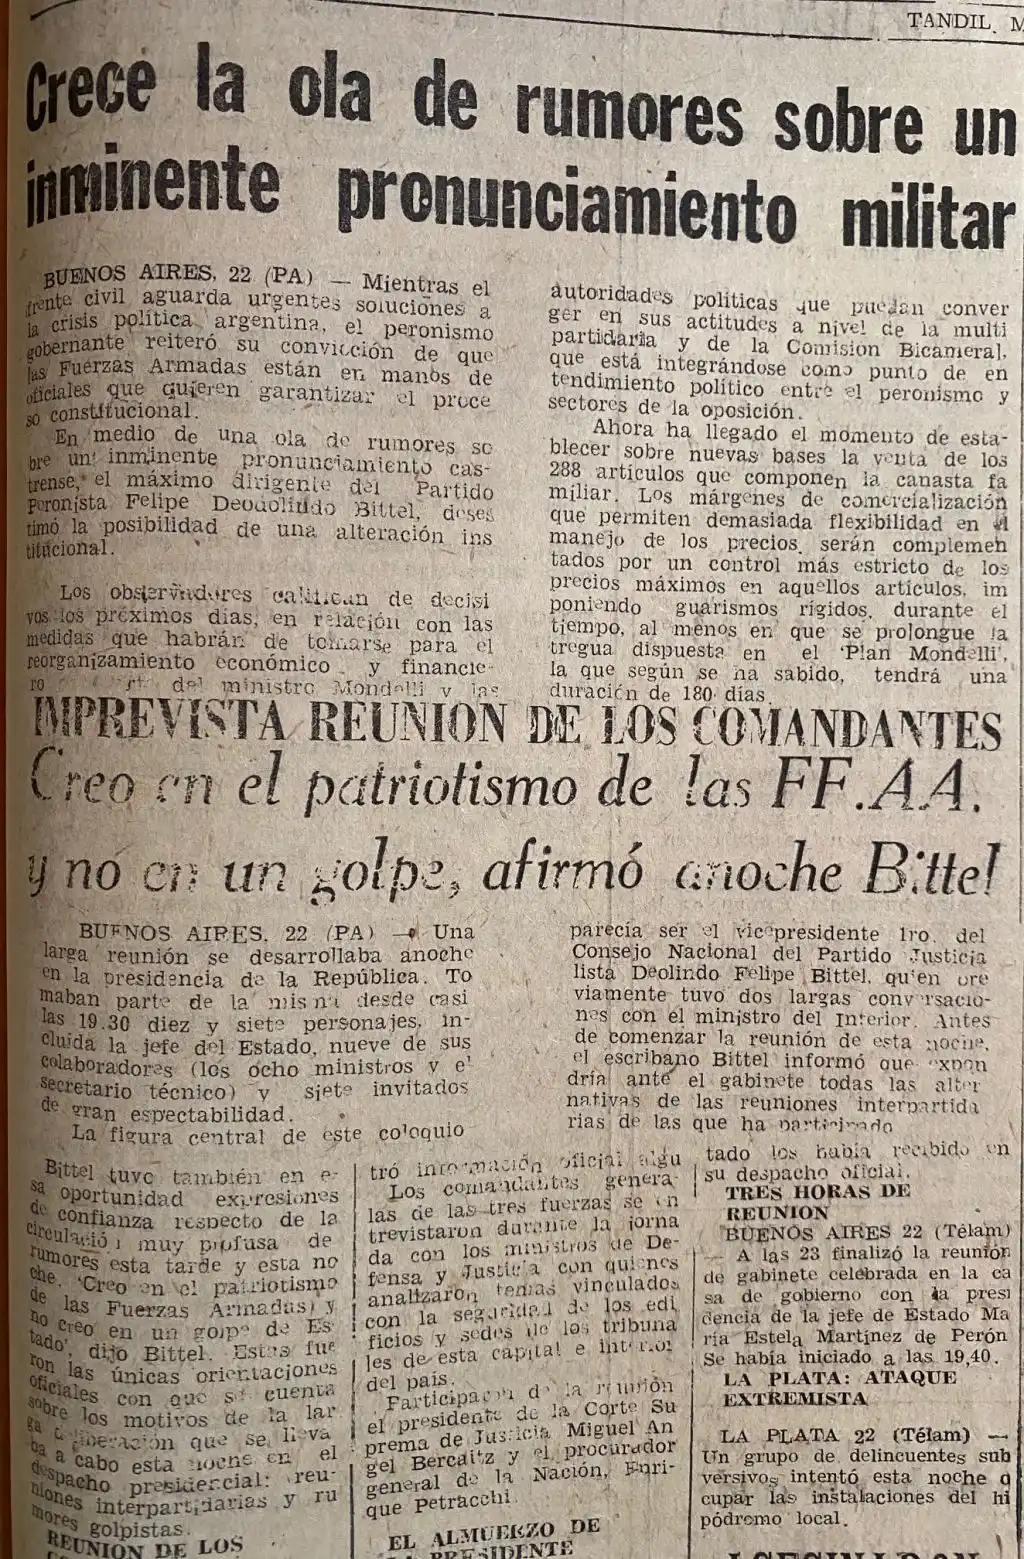 TANDIL, M
Crece la ola de rumores sobre un
inminente pronunciamiento militar
BUENOS AIRES, 22 (PA) — Mientras el
frente civil aguarda urgentes soluciones a
la crisis política argentina, el peronismo
gobernante reiteró su convicción de que
las Fuerzas Armadas están en manos de
oficiales que quieren garantizar el proce
so constitucional.
En medio de una ola de rumores so
bre un inminente pronunciamiento cas-
trense, el máximo dirigente del Partido
Peronista Felipe Deodolindo Bittel, deses
timó la posibilidad de una alteración ins
titucional.
Los observadores califican de decisi
vos los próximos días, en relación con las
medidas que habrán de tomarse para el
reorganizamiento económico y financie-
ro del ministro Mondelli y las
autoridades políticas que puedan conver
ger en sus actitudes a nivel de la multi
partidaria y de la Comision Bicameral,
que está integrándose como punto de en
tendimiento político entre el peronismo y
sectores de la oposición.
Ahora ha llegado el momento de esta-
blecer sobre nuevas bases la venta de los
288 artículos que componen la canasta fa
miliar. Los márgenes de comercialización
que permiten demasiada flexibilidad en el
manejo de los precios, serán complemen
tados por un control más estricto de los
precios máximos en aquellos artículos, im
poniendo guarismos rígidos, durante el
tiempo, al menos en que se prolongue la
tregua dispuesta en el 'Plan Mondelli',
la que según se ha sabido, tendrá una
duración de 180 días.
IMPREVISTA REUNION DE LOS COMANDANTES
Creo en el patriotismo de las FF.AA.
y no en un golpe, afirmó anoche Bittel
BUENOS AIRES, 22 (PA) — Una
larga reunión se desarrollaba anoche
en la presidencia de la República. To
maban parte de la misma desde casi
las 19.30 diez y siete personajes, in-
cluida la jefe del Estado, nueve de sus
colaboradores (los ocho ministros y el
secretario técnico) y siete invitados
de gran espectabilidad.
La figura central de este coloquio
parecía ser el vicepresidente 1ro. del
Consejo Nacional del Partido Justicia
lista Deolindo Felipe Bittel, quien pre
viamente tuvo dos largas conversacio-
nes con el ministro del Interior. Antes
de comenzar la reunión de esta noche,
el escribano Bittel informó que expon
dría ante el gabinete todas las alter
nativas de las reuniones interpartida
rias de las que ha participado
Bittel tuvo también en e-
sa oportunidad expresiones
de confianza respecto de la
circulación muy profusa de
rumores esta tarde y esta no
che. 'Creo en el patriotismo
de las Fuerzas Armadas y
no creo en un golpe de Es-
tado', dijo Bittel. Estas fue
ron las únicas orientaciones
oficiales con que se cuenta
sobre los motivos de la lar
ga deliberación que se lleva
ba a cabo esta noche en el
despacho presidencial: reu-
niones interpartidarias y ru
mores golpistas.
REUNION DE LOS
tró información oficial algu
Los comandantes genera-
las de las tres fuerzas se en
trevistaron durante la jorna
da con los ministros de De-
fensa y Justicia con quienes
analizaron temas vinculados
con la seguridad de los edi
ficios y sedes de los tribuna
les de esta capital e interior
del país.
Participaron de la reunión
el presidente de la Corte Su
prema de Justicia Miguel An
gel Bercaitz y el procurador
general de la Nación, Enri-
que Petracchi.
EL ALMUERZO DE
LA PRESIDENTE
tado los había recibido en
su despacho oficial.
TRES HORAS DE
REUNION
BUENOS AIRES 22 (Télam)
— A las 23 finalizó la reunión
de gabinete celebrada en la ca
sa de gobierno con la presi
dencia de la jefe de Estado Ma
ría Estela Martínez de Perón
Se había iniciado a las 19,40.
LA PLATA: ATAQUE
EXTREMISTA
LA PLATA 22 (Télam) —
Un grupo de delincuentes sub
versivos intentó esta noche o
cupar las instalaciones del hi
pódromo local.